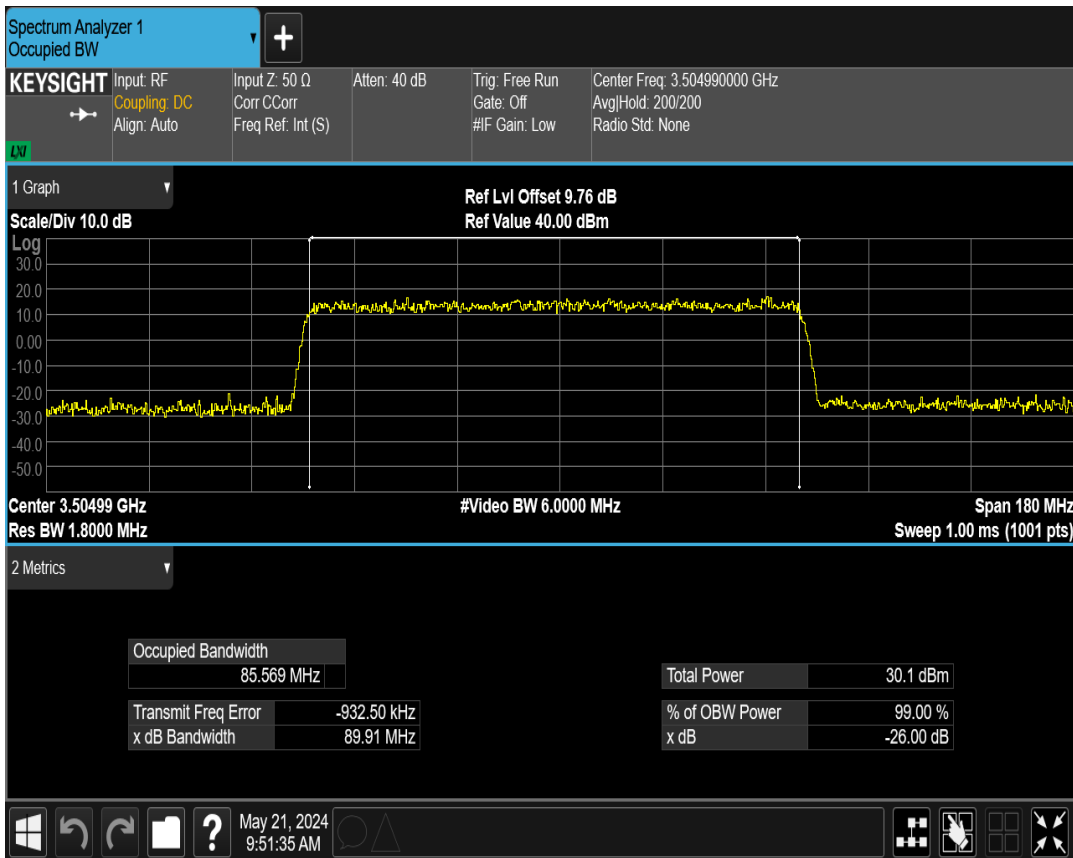 Spectrum Analyzer 1
Occupied BW
+
KEYSIGHT
LXI
Input: RF
Coupling: DC
Align: Auto
Input Z: 50 Ω
Corr CCorr
Freq Ref: Int (S)
Atten: 40 dB
Trig: Free Run
Gate: Off
#IF Gain: Low
Center Freq: 3.504990000 GHz
Avg|Hold: 200/200
Radio Std: None
1 Graph
Scale/Div 10.0 dB
Ref Lvl Offset 9.76 dB
Ref Value 40.00 dBm
Log
30.0
20.0
10.0
0.00
-10.0
-20.0
-30.0
-40.0
-50.0
Center 3.50499 GHz
Res BW 1.8000 MHz
#Video BW 6.0000 MHz
Span 180 MHz
Sweep 1.00 ms (1001 pts)
2 Metrics
Occupied Bandwidth
85.569 MHz
Transmit Freq Error -932.50 kHz
x dB Bandwidth 89.91 MHz
Total Power 30.1 dBm
% of OBW Power 99.00 %
x dB -26.00 dB
?
May 21, 2024
9:51:35 AM